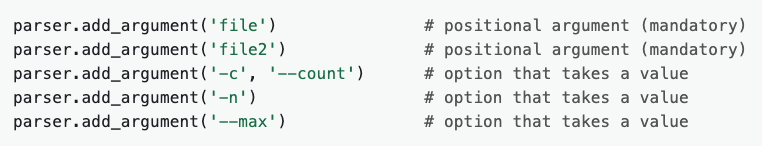 parser.add_argument('file')              # positional argument (mandatory)
parser.add_argument('file2')             # positional argument (mandatory)
parser.add_argument('-c', '--count')     # option that takes a value
parser.add_argument('-n')                # option that takes a value
parser.add_argument('--max')             # option that takes a value